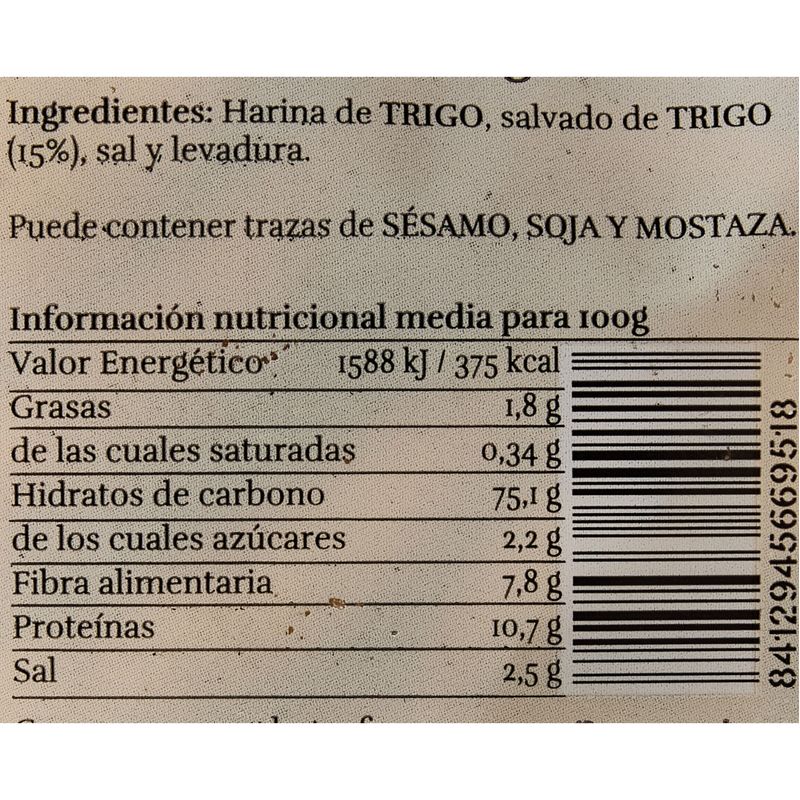 Ingredientes: Harina de TRIGO, salvado de TRIGO
(15%), sal y levadura.
Puede contener trazas de SÉSAMO, SOJA Y MOSTAZA.
Información nutricional media para 100g
Valor Energético 1588 kJ / 375 kcal
Grasas 1,8 g
de las cuales saturadas 0,34 g
Hidratos de carbono 75,1 g
de los cuales azúcares 2,2 g
Fibra alimentaria 7,8 g
Proteínas 10,7 g
Sal 2,5 g
8412945669518